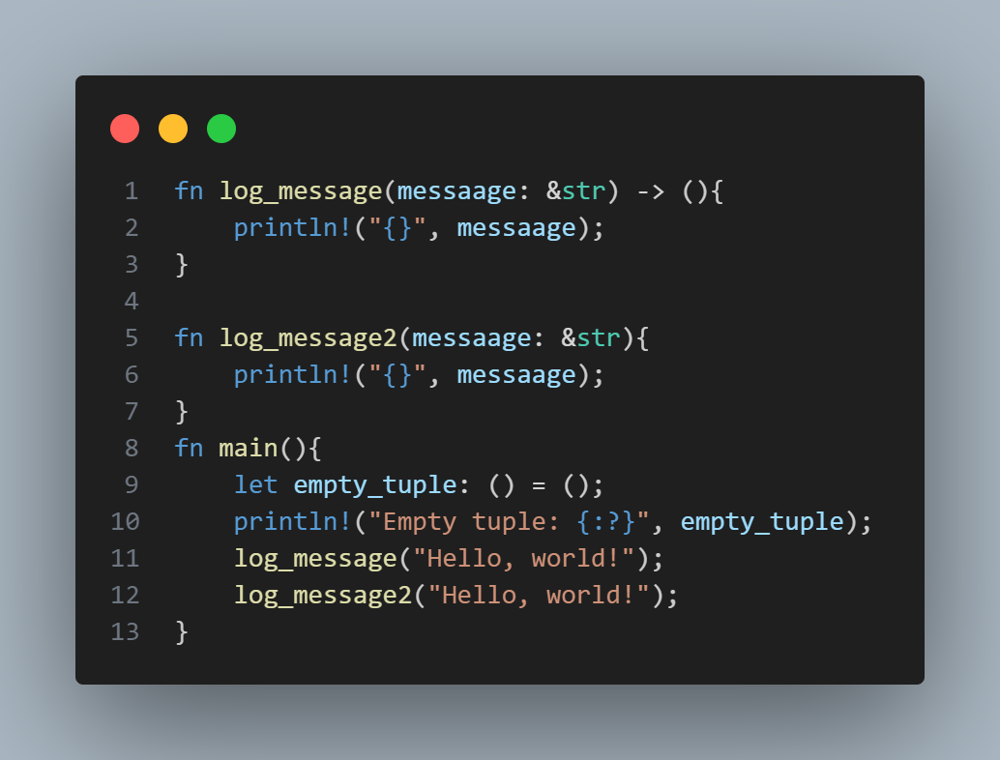 1 fn log_message(messaage: &str) -> (){
2     println!("{}", messaage);
3 }
4
5 fn log_message2(messaage: &str){
6     println!("{}", messaage);
7 }
8 fn main(){
9     let empty_tuple: () = ();
10     println!("Empty tuple: {:?}", empty_tuple);
11     log_message("Hello, world!");
12     log_message2("Hello, world!");
13 }